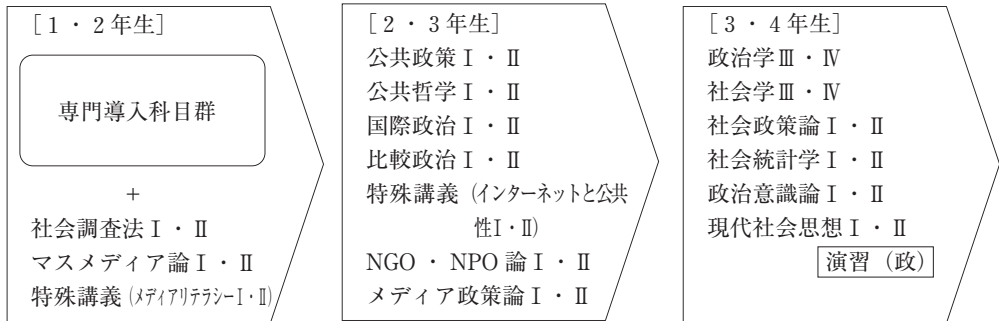 [1・2年生]
専門導入科目群
+
社会調査法Ⅰ・Ⅱ
マスメディア論Ⅰ・Ⅱ
特殊講義(メディアリテラシーⅠ・Ⅱ)
[2・3年生]
公共政策Ⅰ・Ⅱ
公共哲学Ⅰ・Ⅱ
国際政治Ⅰ・Ⅱ
比較政治Ⅰ・Ⅱ
特殊講義(インターネットと公共
性Ⅰ・Ⅱ)
NGO・NPO論Ⅰ・Ⅱ
メディア政策論Ⅰ・Ⅱ
[3・4年生]
政治学Ⅲ・Ⅳ
社会学Ⅲ・Ⅳ
社会政策論Ⅰ・Ⅱ
社会統計学Ⅰ・Ⅱ
政治意識論Ⅰ・Ⅱ
現代社会思想Ⅰ・Ⅱ
演習(政)